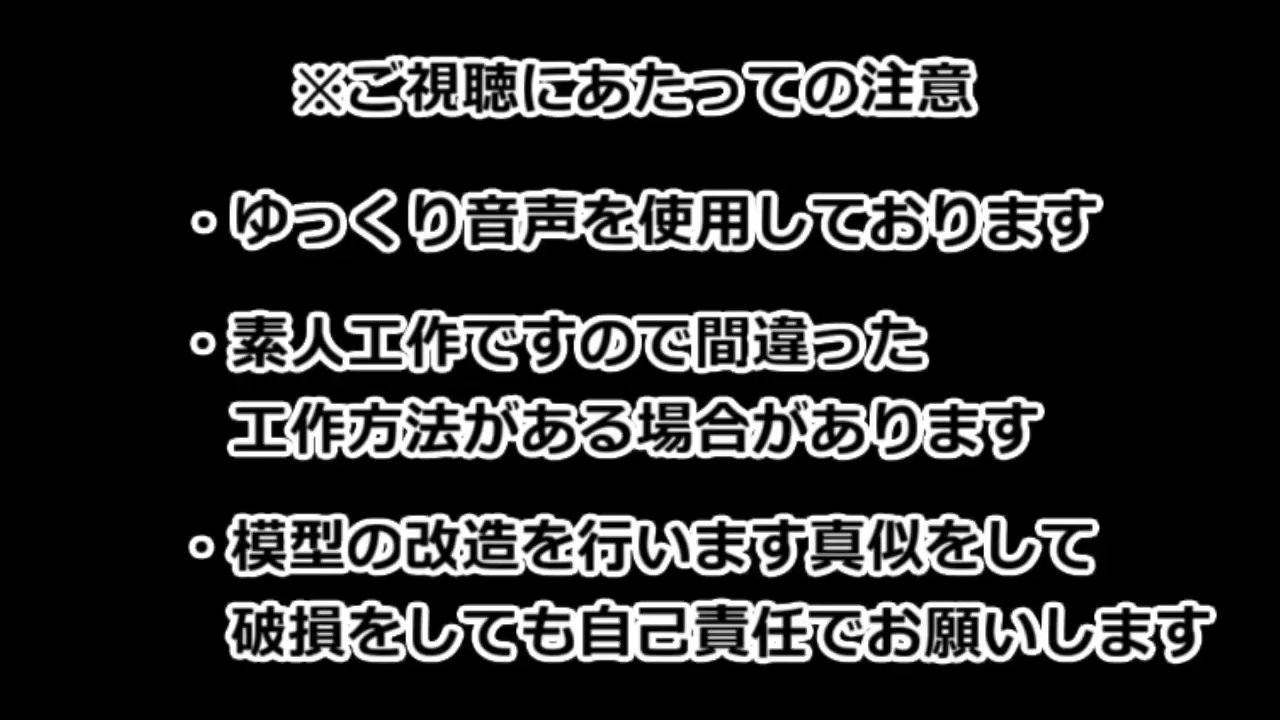 ※ご視聴にあたっての注意
・ゆっくり音声を使用しております
・素人工作ですので間違った
工作方法がある場合があります
・模型の改造を行います真似をして
破損をしても自己責任でお願いします